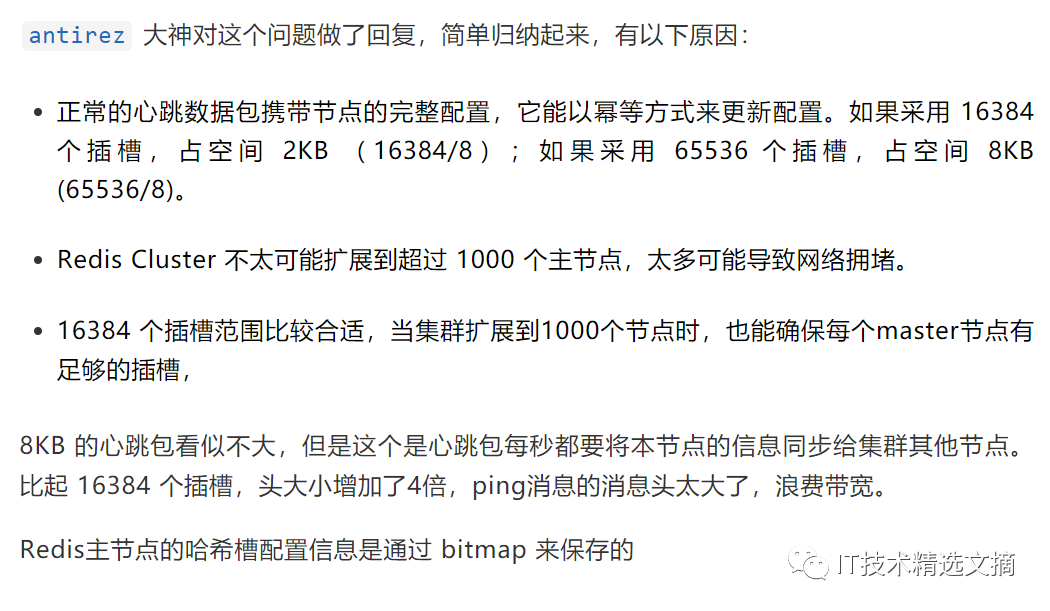 antirez 大神对这个问题做了回复，简单归纳起来，有以下原因：
• 正常的心跳数据包携带节点的完整配置，它能以幂等方式来更新配置。如果采用 16384
个插槽，占空间 2KB （16384/8）；如果采用 65536 个插槽，占空间 8KB
(65536/8)。
• Redis Cluster 不太可能扩展到超过 1000 个主节点，太多可能导致网络拥堵。
• 16384 个插槽范围比较合适，当集群扩展到1000个节点时，也能确保每个master节点有
足够的插槽，
8KB 的心跳包看似不大，但是这个是心跳包每秒都要将本节点的信息同步给集群其他节点。
比起 16384 个插槽，头大小增加了4倍，ping消息的消息头太大了，浪费带宽。
Redis主节点的哈希槽配置信息是通过 bitmap 来保存的
IT技术精选文摘